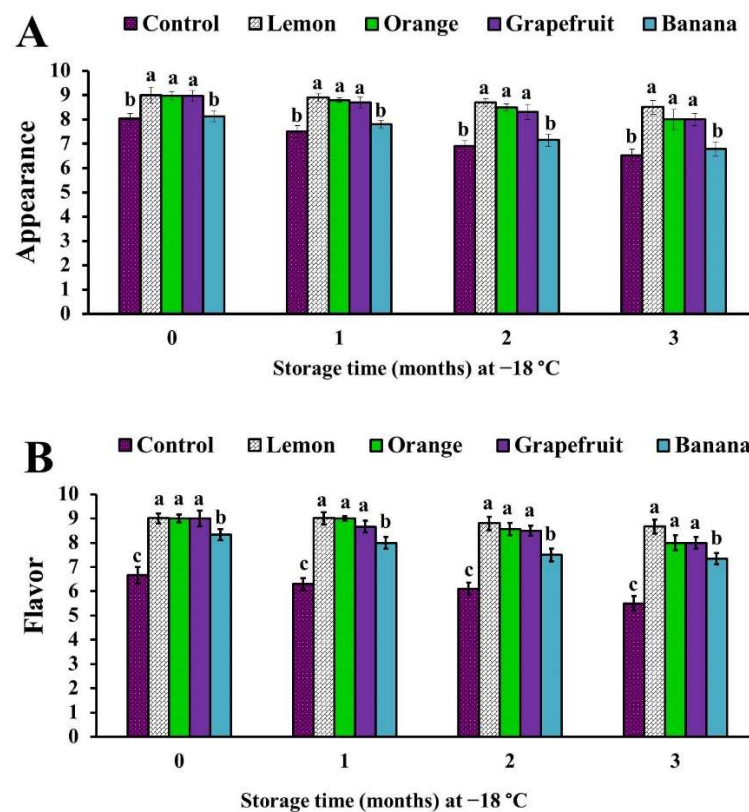 A
Control Lemon Orange Grapefruit Banana
Appearance
10
9
8
7
6
5
4
3
2
1
0
b a a a b
b a a a b
b a a a b
b a a a b
0 1 2 3
Storage time (months) at −18 °C
B
Control Lemon Orange Grapefruit Banana
Flavor
10
9
8
7
6
5
4
3
2
1
0
c a a a b
c a a a b
c a a a b
c a a a b
0 1 2 3
Storage time (months) at −18 °C